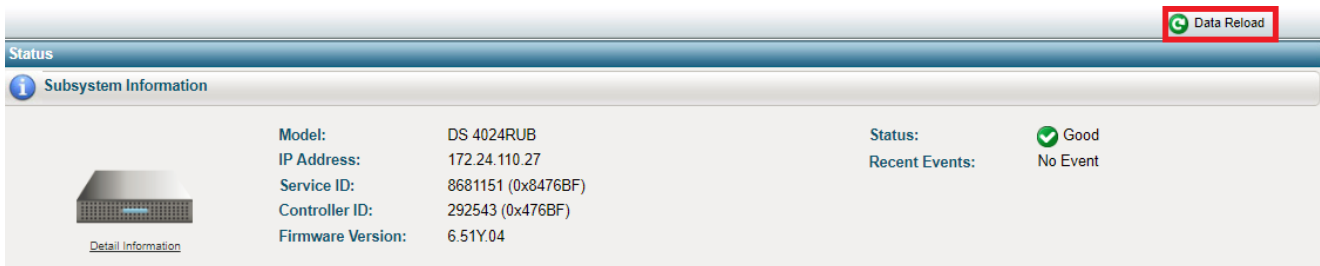 Data Reload
Status
Subsystem Information
Model: DS 4024RUB Status: Good
IP Address: 172.24.110.27 Recent Events: No Event
Service ID: 8681151 (0x8476BF)
Controller ID: 292543 (0x476BF)
Firmware Version: 6.51Y.04
Detail Information